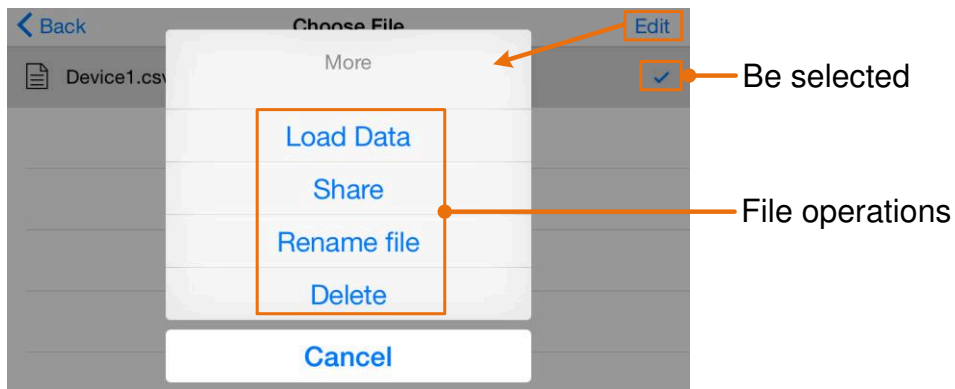 Back
Choose File
Edit
More
Device1.csv
Be selected
Load Data
Share
File operations
Rename file
Delete
Cancel